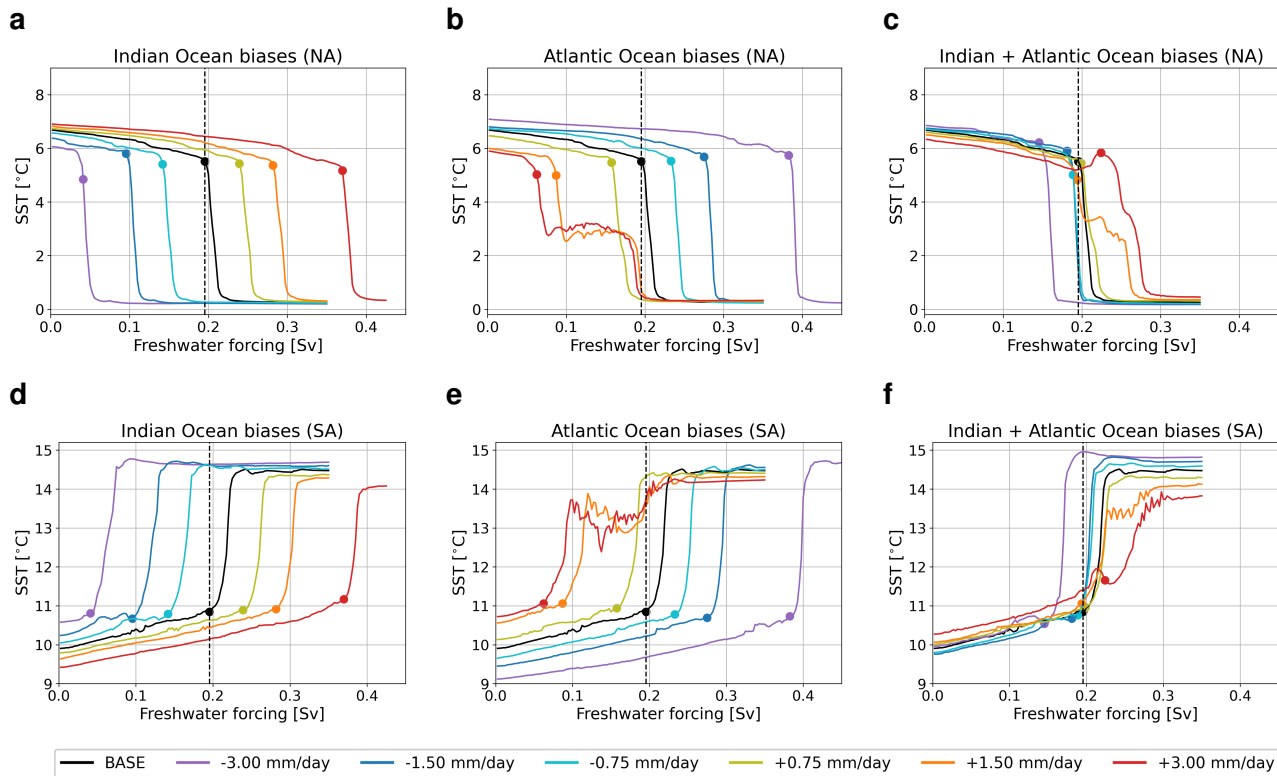 a
b
c
Indian Ocean biases (NA)
Atlantic Ocean biases (NA)
Indian + Atlantic Ocean biases (NA)
SST [°C]
8
6
4
2
0
0.0 0.1 0.2 0.3 0.4
Freshwater forcing [Sv]
SST [°C]
8
6
4
2
0
0.0 0.1 0.2 0.3 0.4
Freshwater forcing [Sv]
SST [°C]
8
6
4
2
0
0.0 0.1 0.2 0.3 0.4
Freshwater forcing [Sv]
d
e
f
Indian Ocean biases (SA)
Atlantic Ocean biases (SA)
Indian + Atlantic Ocean biases (SA)
SST [°C]
15
14
13
12
11
10
9
0.0 0.1 0.2 0.3 0.4
Freshwater forcing [Sv]
SST [°C]
15
14
13
12
11
10
9
0.0 0.1 0.2 0.3 0.4
Freshwater forcing [Sv]
SST [°C]
15
14
13
12
11
10
9
0.0 0.1 0.2 0.3 0.4
Freshwater forcing [Sv]
BASE -3.00 mm/day -1.50 mm/day -0.75 mm/day +0.75 mm/day +1.50 mm/day +3.00 mm/day